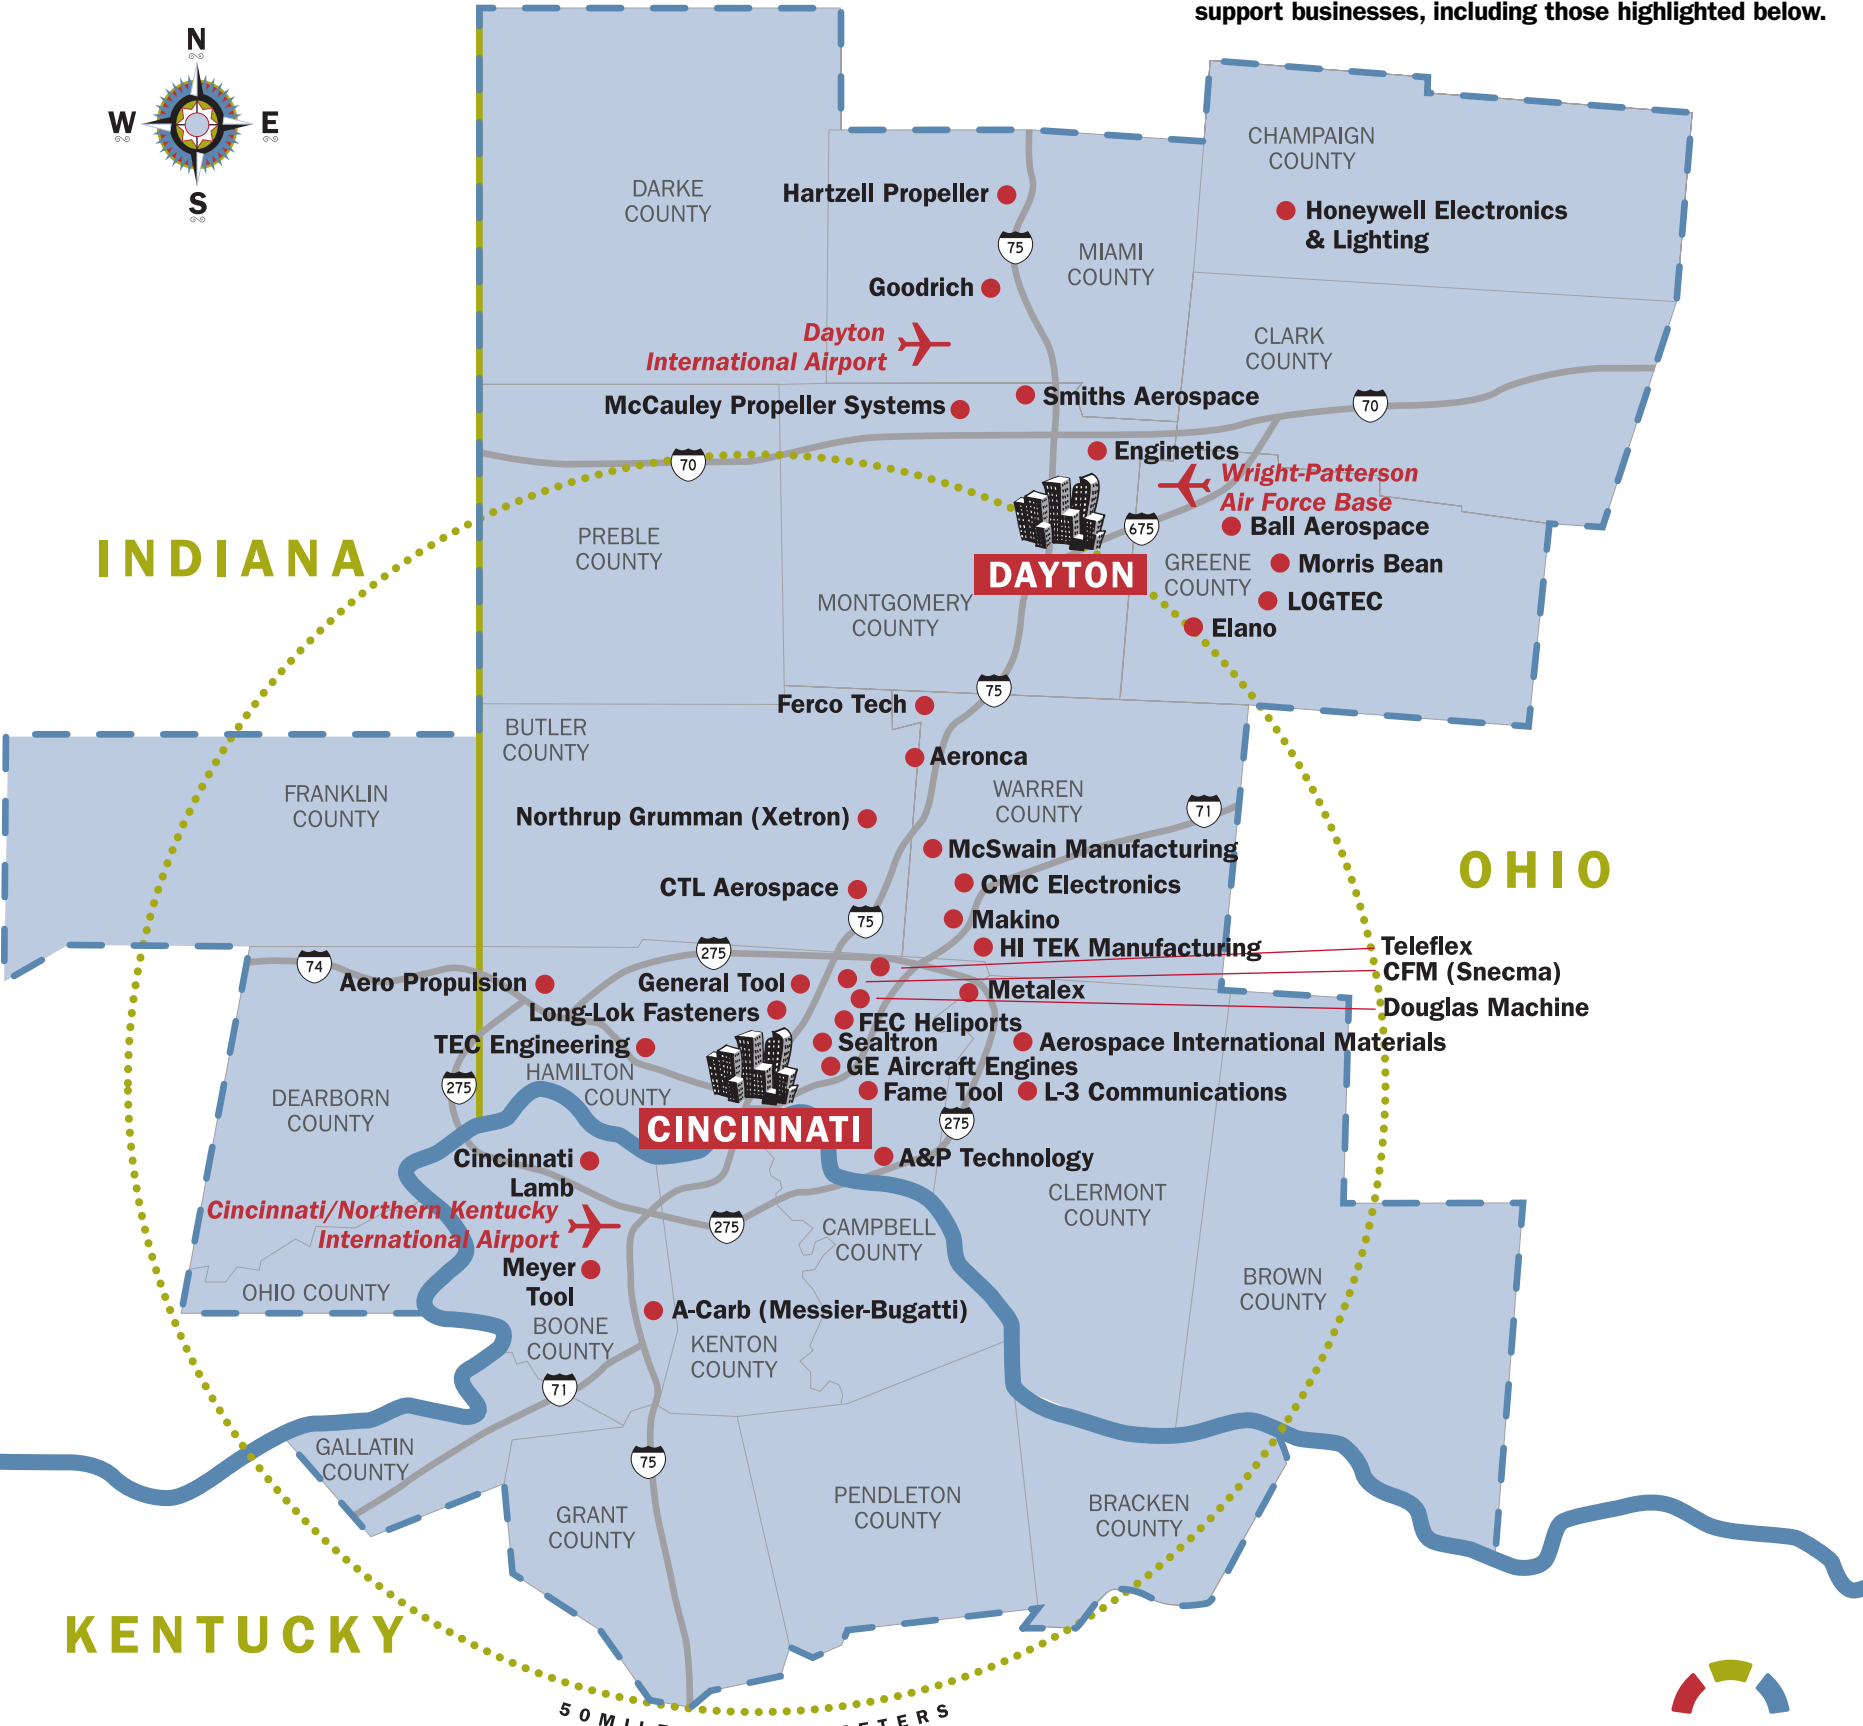 support businesses, including those highlighted below.
N
W
E
S
CHAMPAIGN
COUNTY
DARKE
COUNTY
Hartzell Propeller
Honeywell Electronics
& Lighting
75
MIAMI
COUNTY
Goodrich
Dayton
International Airport
CLARK
COUNTY
McCauley Propeller Systems
Smiths Aerospace
70
Enginetics
70
Wright-Patterson
Air Force Base
675
Ball Aerospace
INDIANA
PREBLE
COUNTY
DAYTON
GREENE
COUNTY
Morris Bean
MONTGOMERY
COUNTY
LOGTEC
Elano
75
Ferco Tech
BUTLER
COUNTY
Aeronca
FRANKLIN
COUNTY
WARREN
COUNTY
71
Northrup Grumman (Xetron)
McSwain Manufacturing
OHIO
CTL Aerospace
CMC Electronics
75
Makino
HI TEK Manufacturing
Teleflex
275
74
CFM (Snecma)
Aero Propulsion
General Tool
Metalex
Douglas Machine
Long-Lok Fasteners
FEC Heliports
TEC Engineering
Sealtron
Aerospace International Materials
HAMILTON
COUNTY
GE Aircraft Engines
275
DEARBORN
COUNTY
Fame Tool
L-3 Communications
CINCINNATI
275
Cincinnati
Lamb
A&P Technology
CLERMONT
COUNTY
Cincinnati/Northern Kentucky
International Airport
275
CAMPBELL
COUNTY
Meyer
Tool
OHIO COUNTY
BROWN
COUNTY
A-Carb (Messier-Bugatti)
BOONE
COUNTY
KENTON
COUNTY
71
GALLATIN
COUNTY
75
GRANT
COUNTY
PENDLETON
COUNTY
BRACKEN
COUNTY
KENTUCKY
50